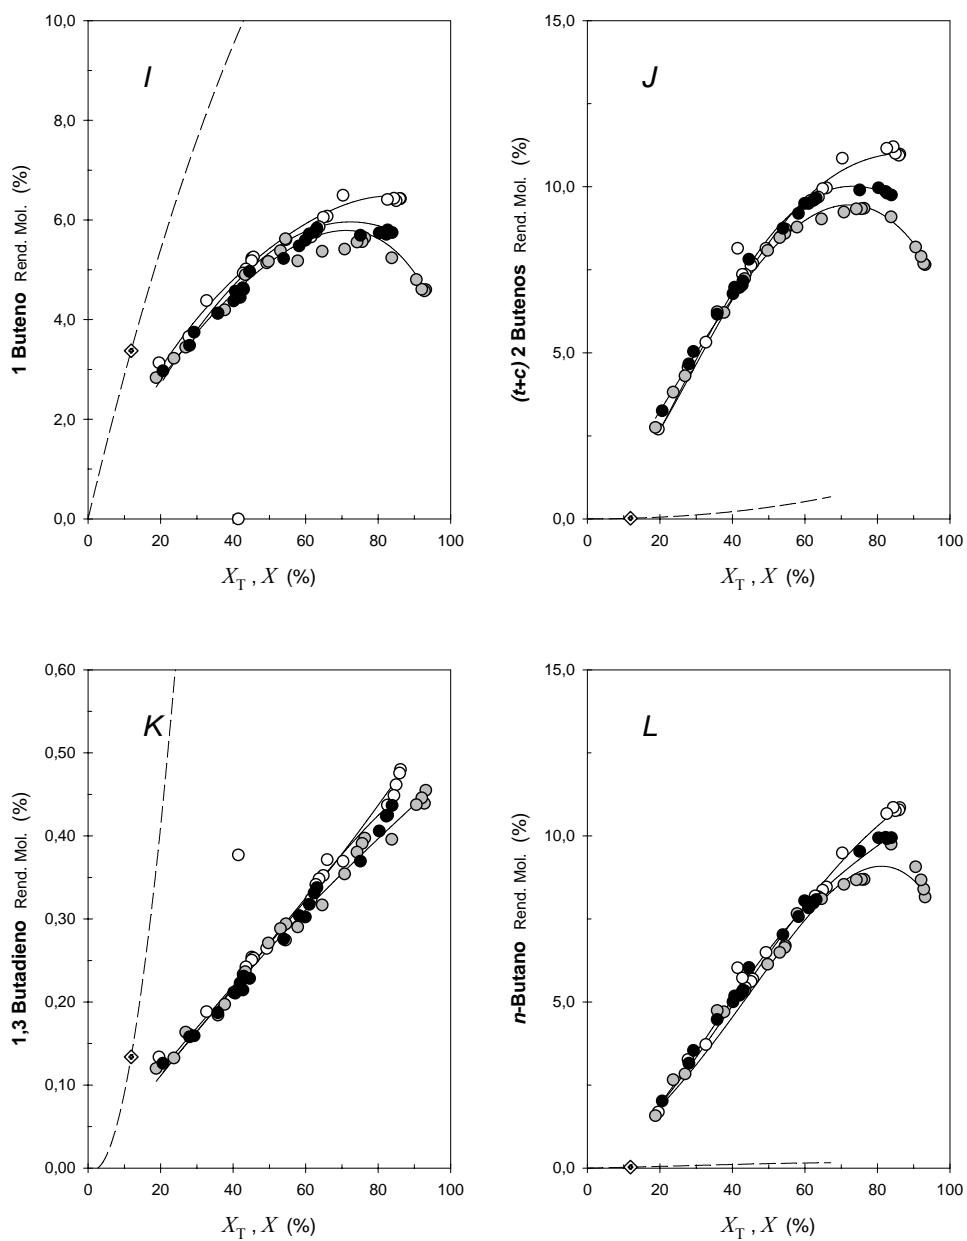 10,0
8,0
6,0
4,0
2,0
0,0
0 20 40 60 80 100
1 Buteno Rend. Mol. (%)
X_T , X (%)
I
15,0
10,0
5,0
0,0
0 20 40 60 80 100
(t+c) 2 Butenos Rend. Mol. (%)
X_T , X (%)
J
0,60
0,50
0,40
0,30
0,20
0,10
0,00
0 20 40 60 80 100
1,3 Butadieno Rend. Mol. (%)
X_T , X (%)
K
15,0
10,0
5,0
0,0
0 20 40 60 80 100
n-Butano Rend. Mol. (%)
X_T , X (%)
L